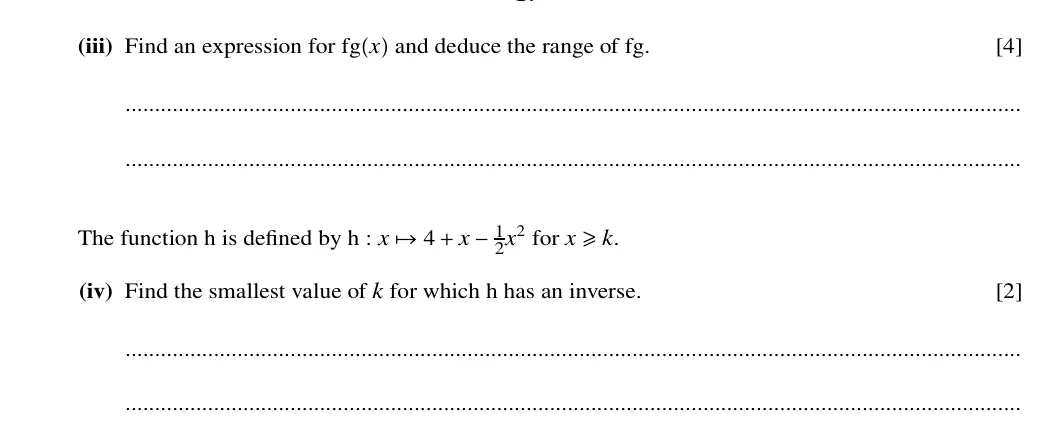 (iii) Find an expression for fg(x) and deduce the range of fg. [4]
The function h is defined by h : x ↦ 4 + x − ½x² for x ⩾ k.
(iv) Find the smallest value of k for which h has an inverse. [2]